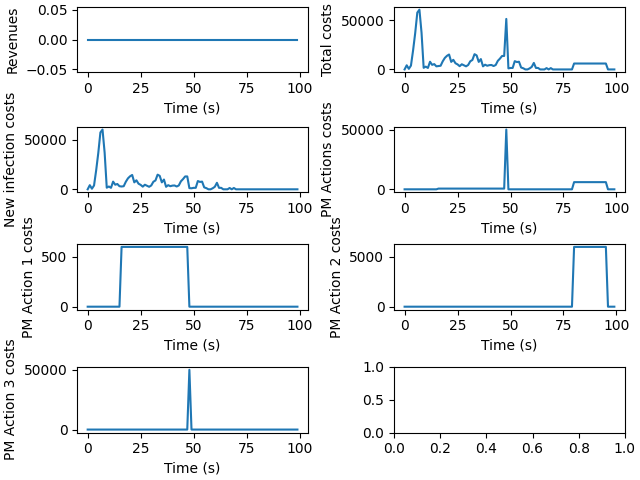 Revenues
0.05
0.00
−0.05
0 25 50 75 100
Time (s)
Total costs
50000
0
0 25 50 75 100
Time (s)
New infection costs
50000
0
0 25 50 75 100
Time (s)
PM Actions costs
50000
0
0 25 50 75 100
Time (s)
PM Action 1 costs
500
0
0 25 50 75 100
Time (s)
PM Action 2 costs
5000
0
0 25 50 75 100
Time (s)
PM Action 3 costs
50000
0
0 25 50 75 100
Time (s)
1.0
0.5
0.0
0.0 0.2 0.4 0.6 0.8 1.0